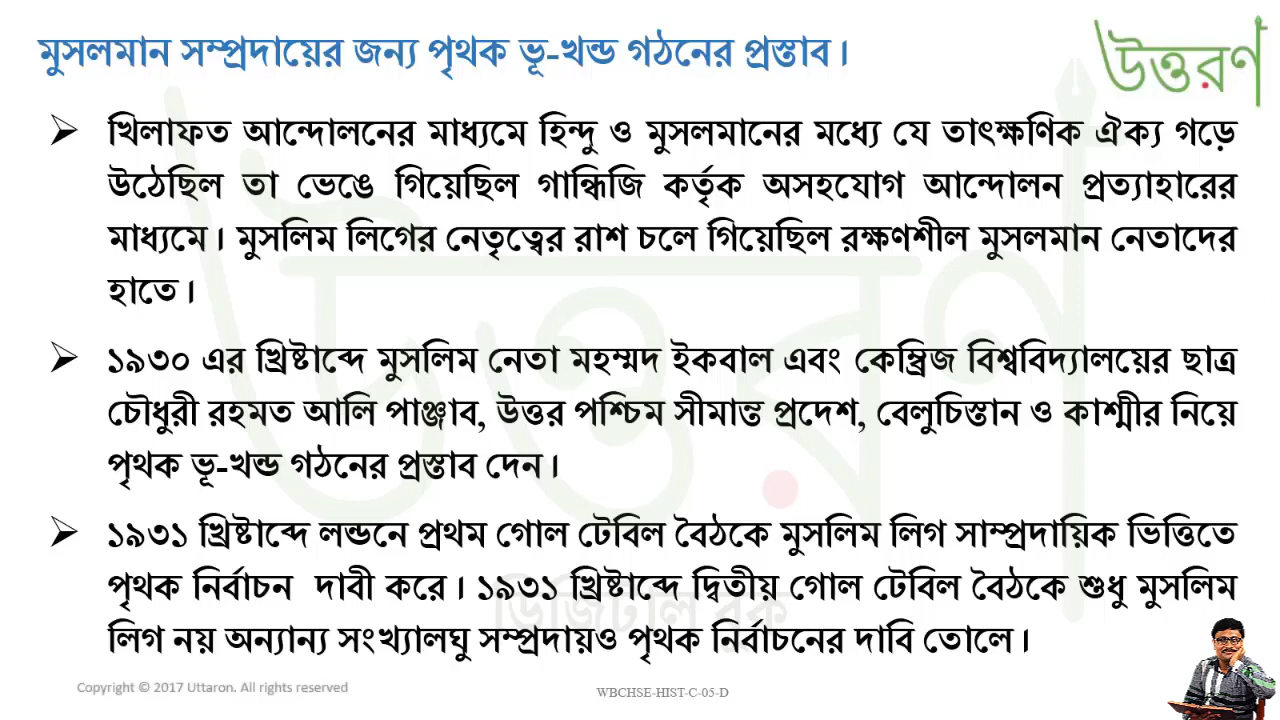 মুসলমান সম্প্রদায়ের জন্য পৃথক ভূ-খন্ড গঠনের প্রস্তাব।
উত্তরণ
খিলাফত আন্দোলনের মাধ্যমে হিন্দু ও মুসলমানের মধ্যে যে তাৎক্ষণিক ঐক্য গড়ে
উঠেছিল তা ভেঙে গিয়েছিল গান্ধিজি কর্তৃক অসহযোগ আন্দোলন প্রত্যাহারের
মাধ্যমে। মুসলিম লিগের নেতৃত্বের রাশ চলে গিয়েছিল রক্ষণশীল মুসলমান নেতাদের
হাতে।
১৯৩০ এর খ্রিষ্টাব্দে মুসলিম নেতা মহম্মদ ইকবাল এবং কেম্ব্রিজ বিশ্ববিদ্যালয়ের ছাত্র
চৌধুরী রহমত আলি পাঞ্জাব, উত্তর পশ্চিম সীমান্ত প্রদেশ, বেলুচিস্তান ও কাশ্মীর নিয়ে
পৃথক ভূ-খন্ড গঠনের প্রস্তাব দেন।
১৯৩১ খ্রিষ্টাব্দে লন্ডনে প্রথম গোল টেবিল বৈঠকে মুসলিম লিগ সাম্প্রদায়িক ভিত্তিতে
পৃথক নির্বাচন দাবী করে। ১৯৩১ খ্রিষ্টাব্দে দ্বিতীয় গোল টেবিল বৈঠকে শুধু মুসলিম
লিগ নয় অন্যান্য সংখ্যালঘু সম্প্রদায়ও পৃথক নির্বাচনের দাবি তোলে।
উত্তরণ
ডিজিটাল বুক
Copyright © 2017 Uttaron. All rights reserved
WBCHSE-HIST-C-05-D